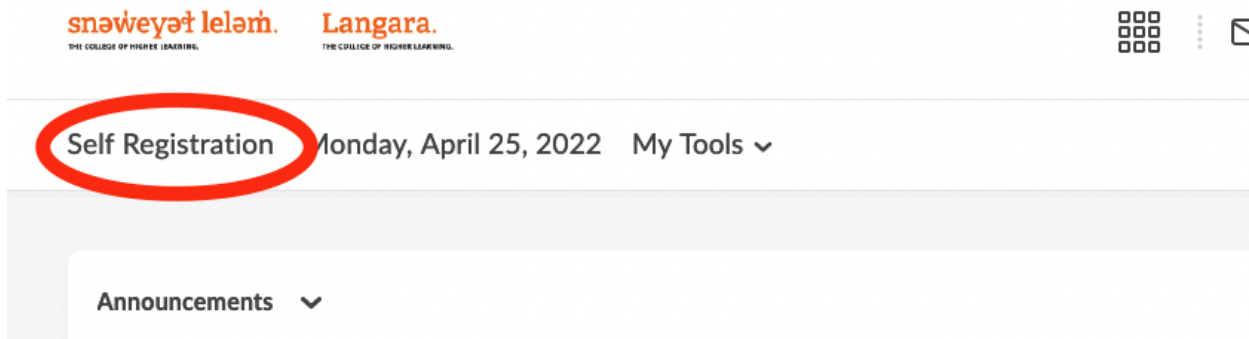 snəw̓eyəɬ leləm̓. Langara.
THE COLLEGE OF HIGHER LEARNING. THE COLLEGE OF HIGHER LEARNING.
Self Registration Monday, April 25, 2022 My Tools
Announcements